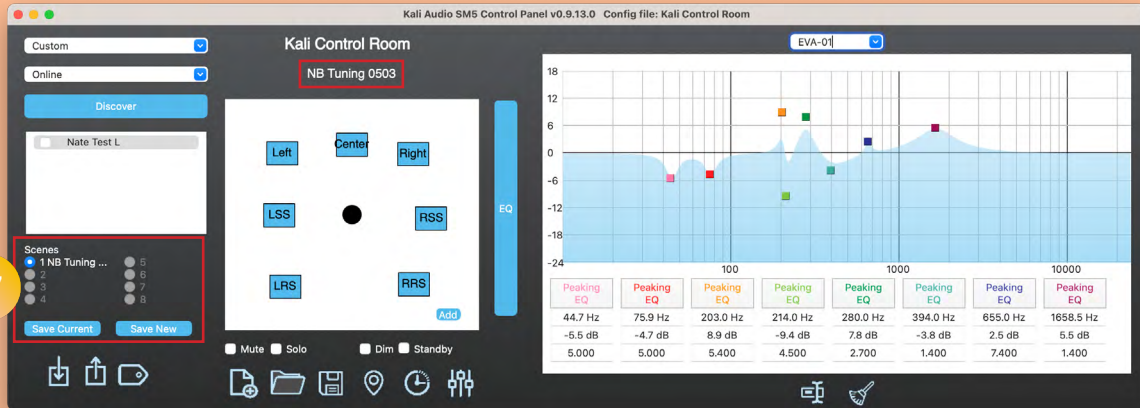 Kali Audio SM5 Control Panel v0.9.13.0 Config file: Kali Control Room
Custom
Online
Discover
Nate Test L
Scenes
1 NB Tuning ...
2
3
4
5
6
7
8
Save Current
Save New
Kali Control Room
NB Tuning 0503
Left
Center
Right
LSS
RSS
LRS
RRS
Add
Mute Solo Dim Standby
EQ
EVA-01
18
12
6
0
-6
-12
-18
-24
100 1000 10000
Peaking EQ Peaking EQ Peaking EQ Peaking EQ Peaking EQ Peaking EQ Peaking EQ Peaking EQ
44.7 Hz 75.9 Hz 203.0 Hz 214.0 Hz 280.0 Hz 394.0 Hz 655.0 Hz 1658.5 Hz
-5.5 dB -4.7 dB 8.9 dB -9.4 dB 7.8 dB -3.8 dB 2.5 dB 5.5 dB
5.000 5.000 5.400 4.500 2.700 1.400 7.400 1.400